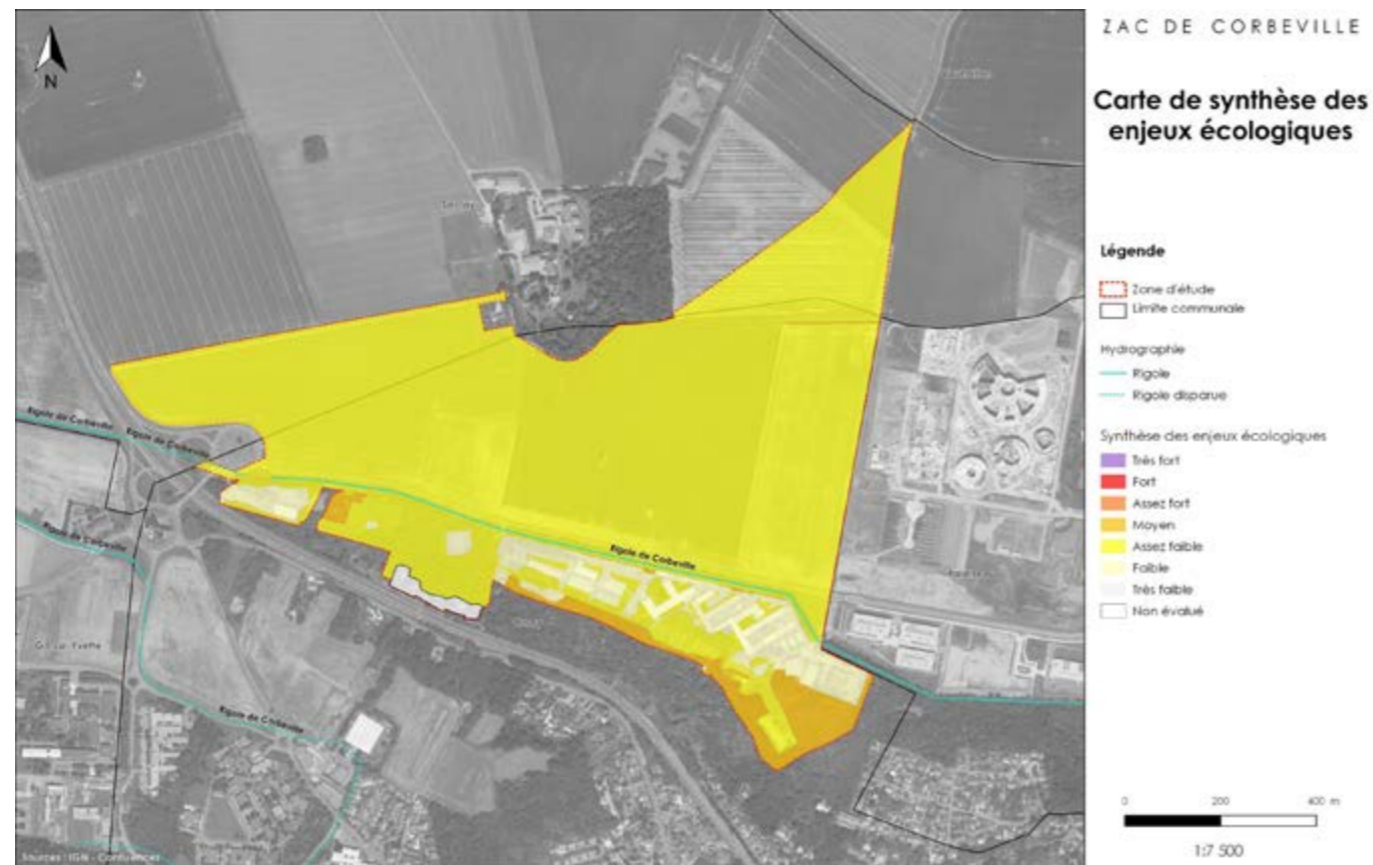 ZAC DE CORBEVILLE
Carte de synthèse des
enjeux écologiques
N
Légende
Zone d'étude
Limite communale
Hydrographie
Rigole
Rigole disparue
Synthèse des enjeux écologiques
Très fort
Fort
Assez fort
Moyen
Assez faible
Faible
Très faible
Non évalué
Rigole de Corbeville
Rigole de Corbeville
Rigole de Corbeville
Rigole de Corbeville
Rigole de Corbeville
0 200 400 m
1:7 500
Sources : IGN - Confluences